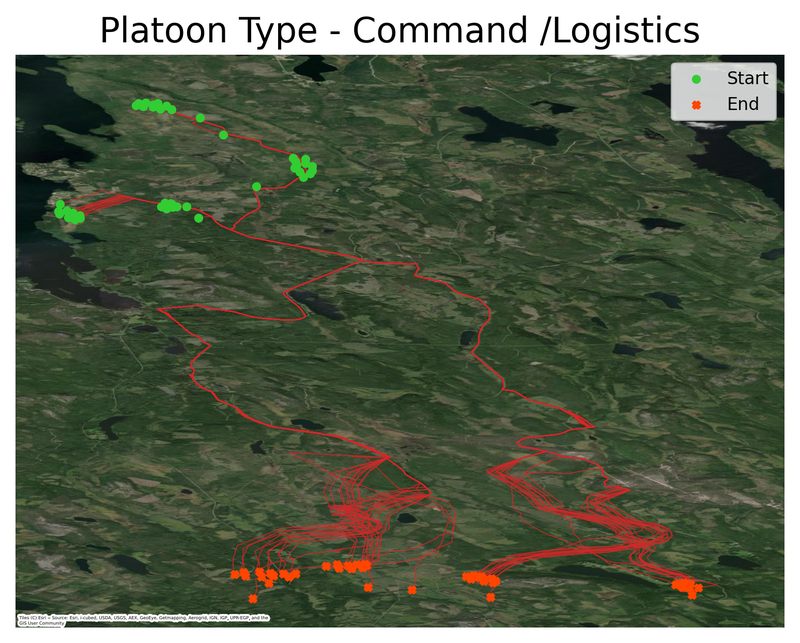 Platoon Type - Command /Logistics
Start
End
Tiles (C) Esri -- Source: Esri, i-cubed, USDA, USGS, AEX, GeoEye, Getmapping, Aerogrid, IGN, IGP, UPR-EGP, and the
GIS User Community